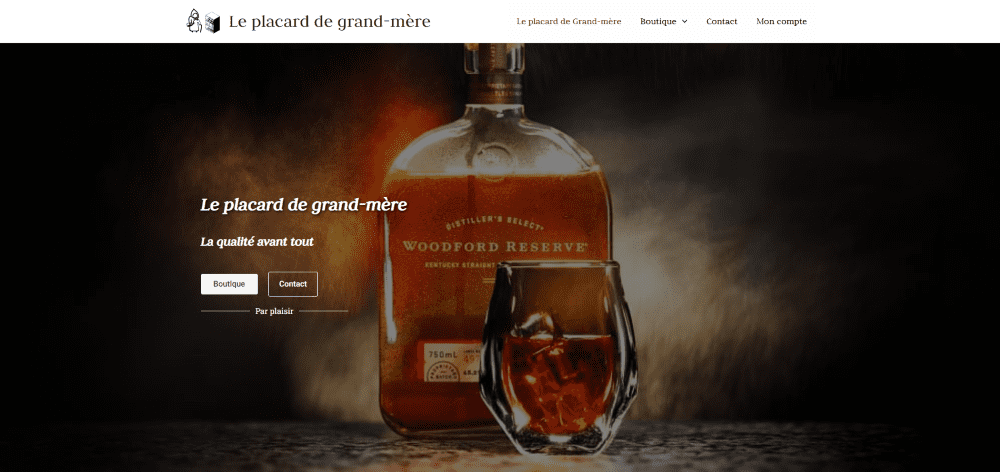 Le placard de grand-mère
Le placard de Grand-mère
Boutique
Contact
Mon compte
Le placard de grand-mère
La qualité avant tout
Boutique
Contact
Par plaisir
DISTILLER'S SELECT
WOODFORD RESERVE
KENTUCKY STRAIGHT
750mL